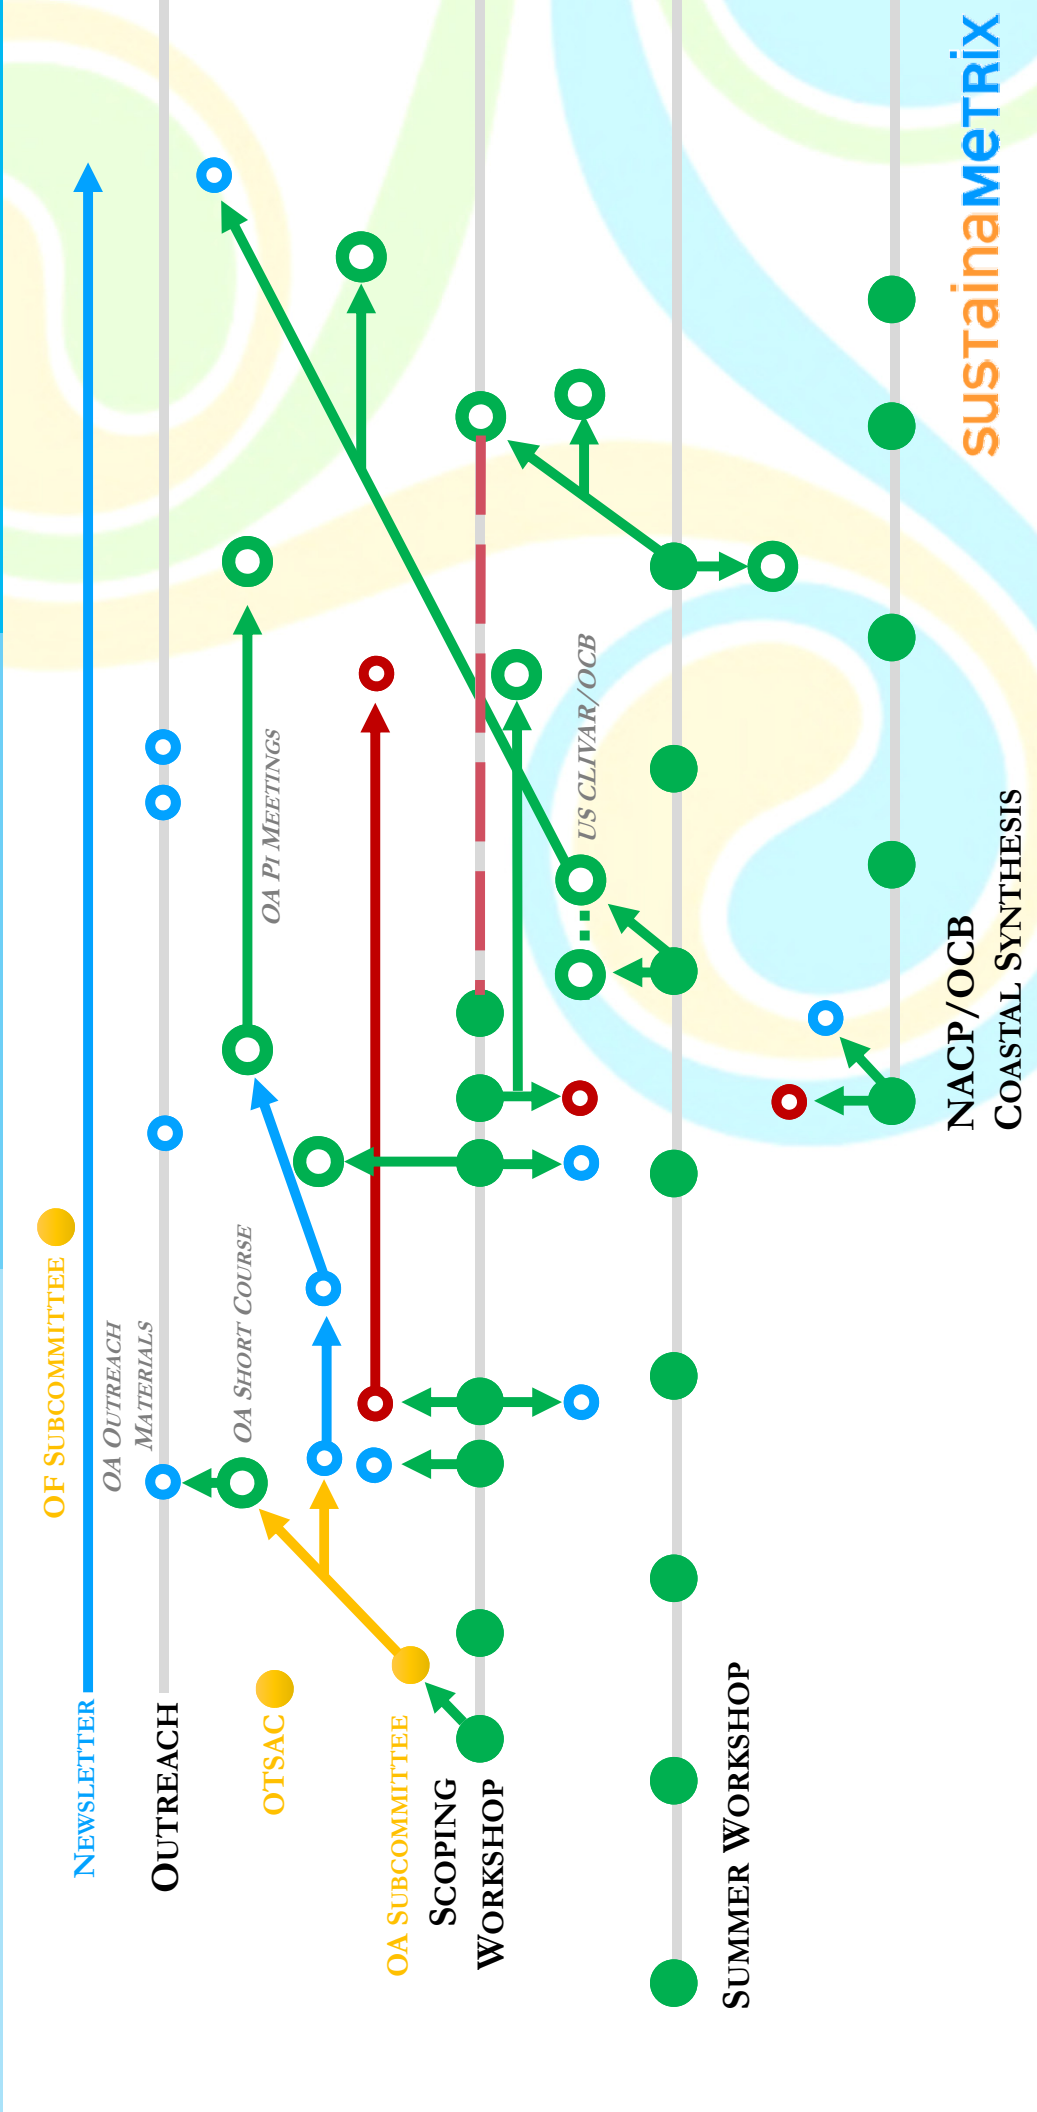 OF Subcommittee
Newsletter
OA Outreach
Materials
Outreach
OA Short Course
OA PI Meetings
OTSAC
OA Subcommittee
Scoping
Workshop
US CLIVAR/OCB
Summer Workshop
NACP/OCB
Coastal Synthesis
sustainaMeTRiX